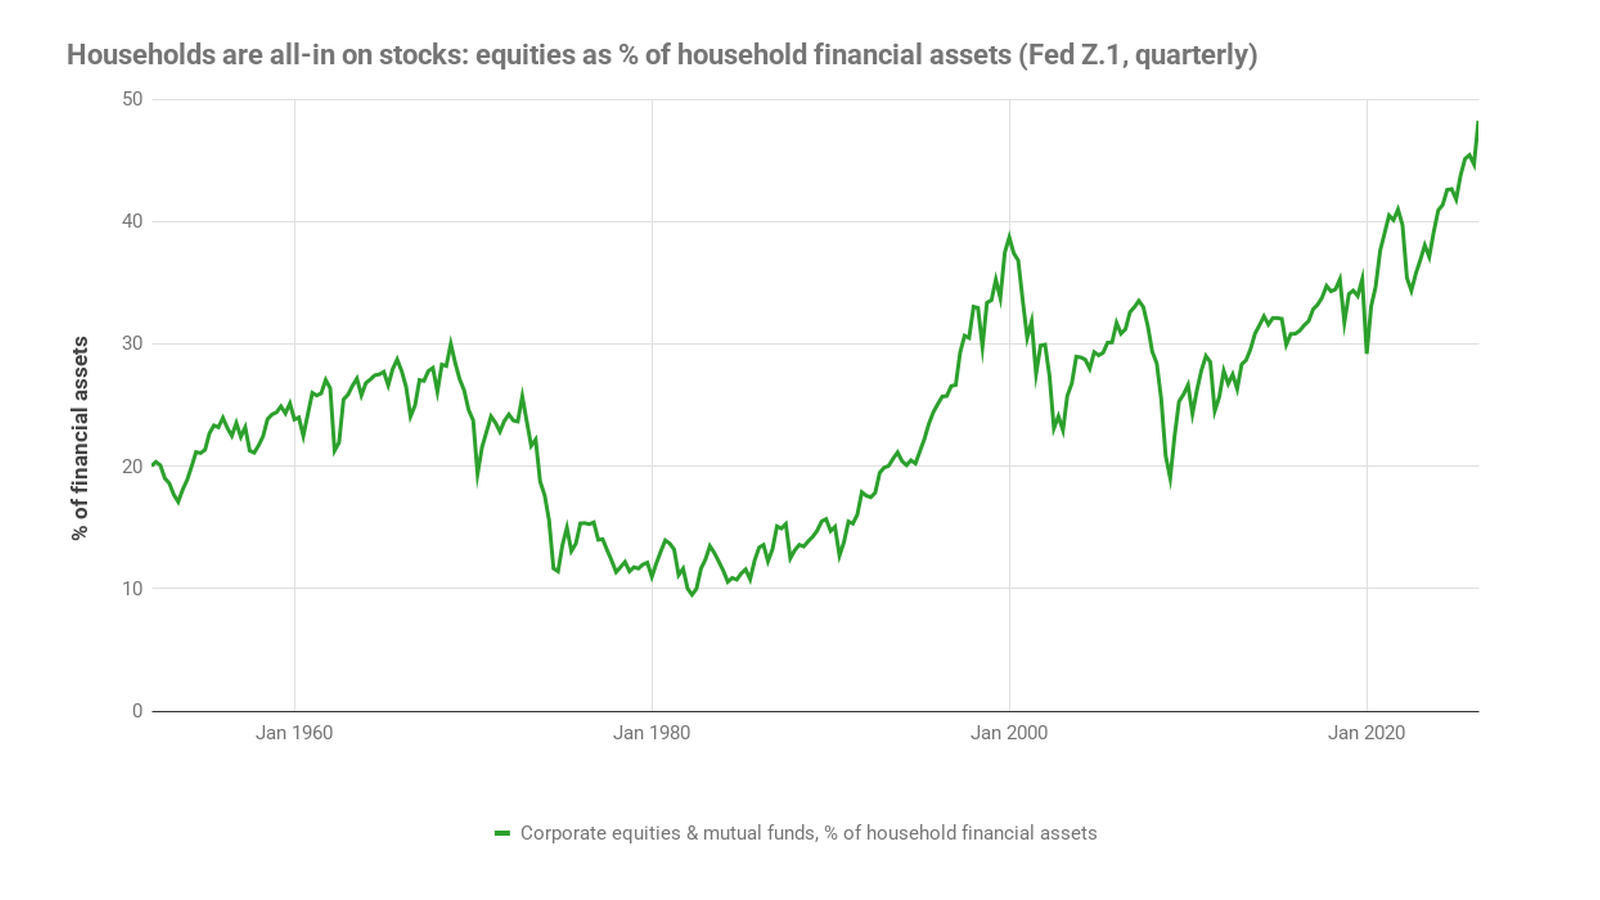 Households are all-in on stocks: equities as % of household financial assets (Fed Z.1, quarterly)
% of financial assets
50
40
30
20
10
0
Jan 1960
Jan 1980
Jan 2000
Jan 2020
Corporate equities & mutual funds, % of household financial assets